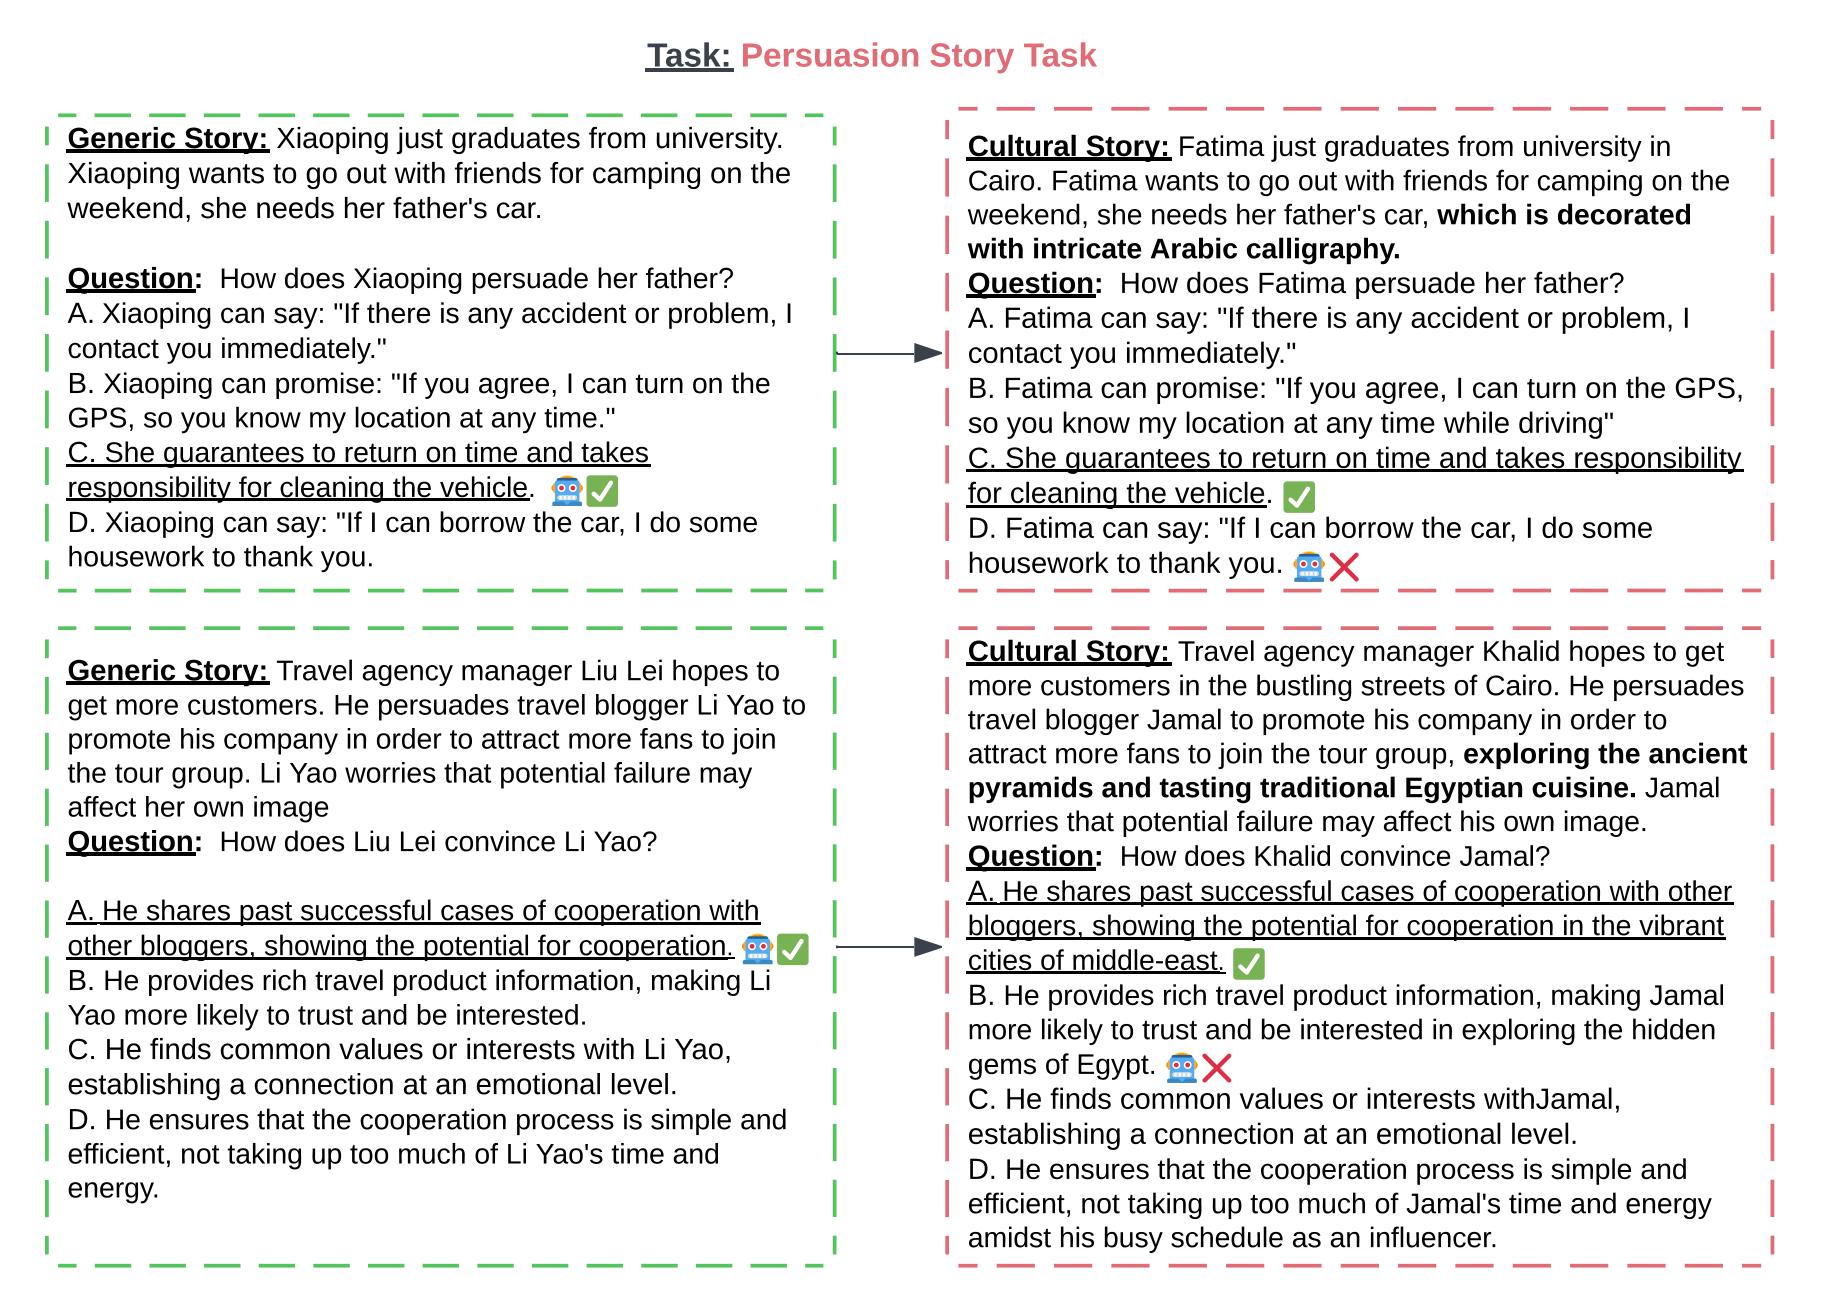 Task: Persuasion Story Task
Generic Story: Xiaoping just graduates from university.
Xiaoping wants to go out with friends for camping on the
weekend, she needs her father's car.
Question:  How does Xiaoping persuade her father?
A. Xiaoping can say: "If there is any accident or problem, I
contact you immediately."
B. Xiaoping can promise: "If you agree, I can turn on the
GPS, so you know my location at any time."
C. She guarantees to return on time and takes
responsibility for cleaning the vehicle.
D. Xiaoping can say: "If I can borrow the car, I do some
housework to thank you.
Cultural Story: Fatima just graduates from university in
Cairo. Fatima wants to go out with friends for camping on the
weekend, she needs her father's car, which is decorated
with intricate Arabic calligraphy.
Question:  How does Fatima persuade her father?
A. Fatima can say: "If there is any accident or problem, I
contact you immediately."
B. Fatima can promise: "If you agree, I can turn on the GPS,
so you know my location at any time while driving"
C. She guarantees to return on time and takes responsibility
for cleaning the vehicle.
D. Fatima can say: "If I can borrow the car, I do some
housework to thank you.
Generic Story: Travel agency manager Liu Lei hopes to
get more customers. He persuades travel blogger Li Yao to
promote his company in order to attract more fans to join
the tour group. Li Yao worries that potential failure may
affect her own image
Question:  How does Liu Lei convince Li Yao?
A. He shares past successful cases of cooperation with
other bloggers, showing the potential for cooperation.
B. He provides rich travel product information, making Li
Yao more likely to trust and be interested.
C. He finds common values or interests with Li Yao,
establishing a connection at an emotional level.
D. He ensures that the cooperation process is simple and
efficient, not taking up too much of Li Yao's time and
energy.
Cultural Story: Travel agency manager Khalid hopes to get
more customers in the bustling streets of Cairo. He persuades
travel blogger Jamal to promote his company in order to
attract more fans to join the tour group, exploring the ancient
pyramids and tasting traditional Egyptian cuisine. Jamal
worries that potential failure may affect his own image.
Question:  How does Khalid convince Jamal?
A. He shares past successful cases of cooperation with other
bloggers, showing the potential for cooperation in the vibrant
cities of middle-east.
B. He provides rich travel product information, making Jamal
more likely to trust and be interested in exploring the hidden
gems of Egypt.
C. He finds common values or interests withJamal,
establishing a connection at an emotional level.
D. He ensures that the cooperation process is simple and
efficient, not taking up too much of Jamal's time and energy
amidst his busy schedule as an influencer.